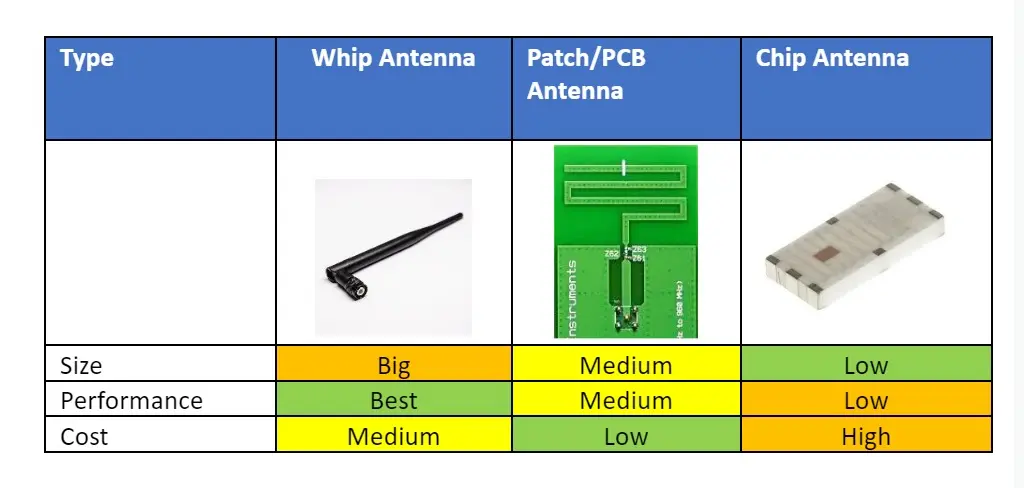 Type Whip Antenna Patch/PCB Chip Antenna
Antenna
Z62 Z63
Z61
nstruments
z to 960 MHz)
Size Big Medium Low
Performance Best Medium Low
Cost Medium Low High